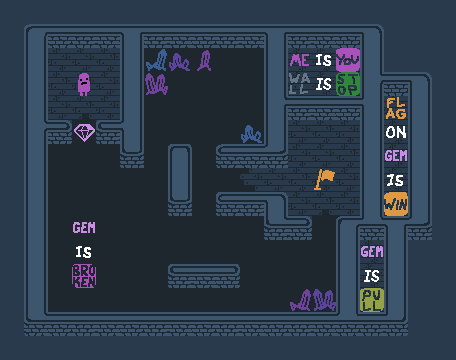 ME IS YOU
WALL IS STOP
FLAG
ON
GEM
IS
WIN
GEM
IS
BROKEN
GEM
IS
PULL